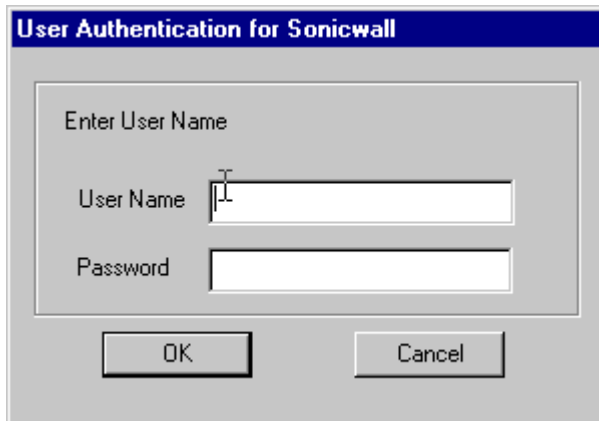 User Authentication for Sonicwall
Enter User Name
User Name
Password
OK
Cancel